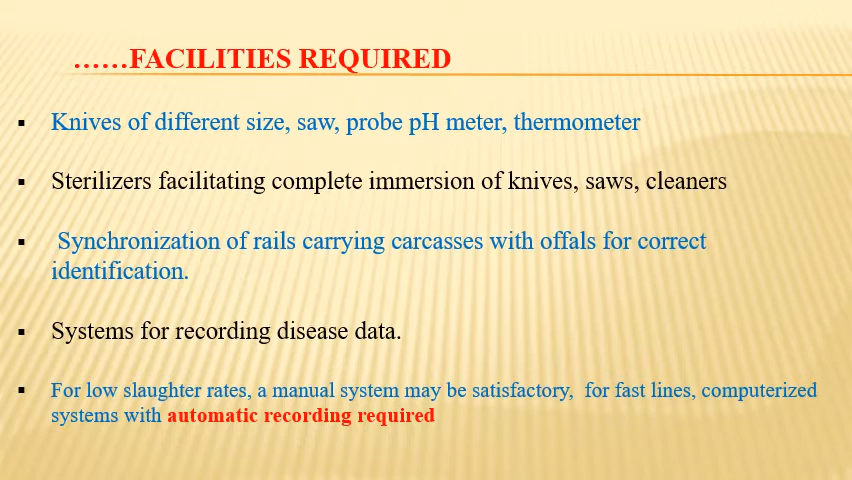 ……FACILITIES REQUIRED
▪ Knives of different size, saw, probe pH meter, thermometer
▪ Sterilizers facilitating complete immersion of knives, saws, cleaners
▪ Synchronization of rails carrying carcasses with offals for correct
identification.
▪ Systems for recording disease data.
▪ For low slaughter rates, a manual system may be satisfactory, for fast lines, computerized
systems with automatic recording required